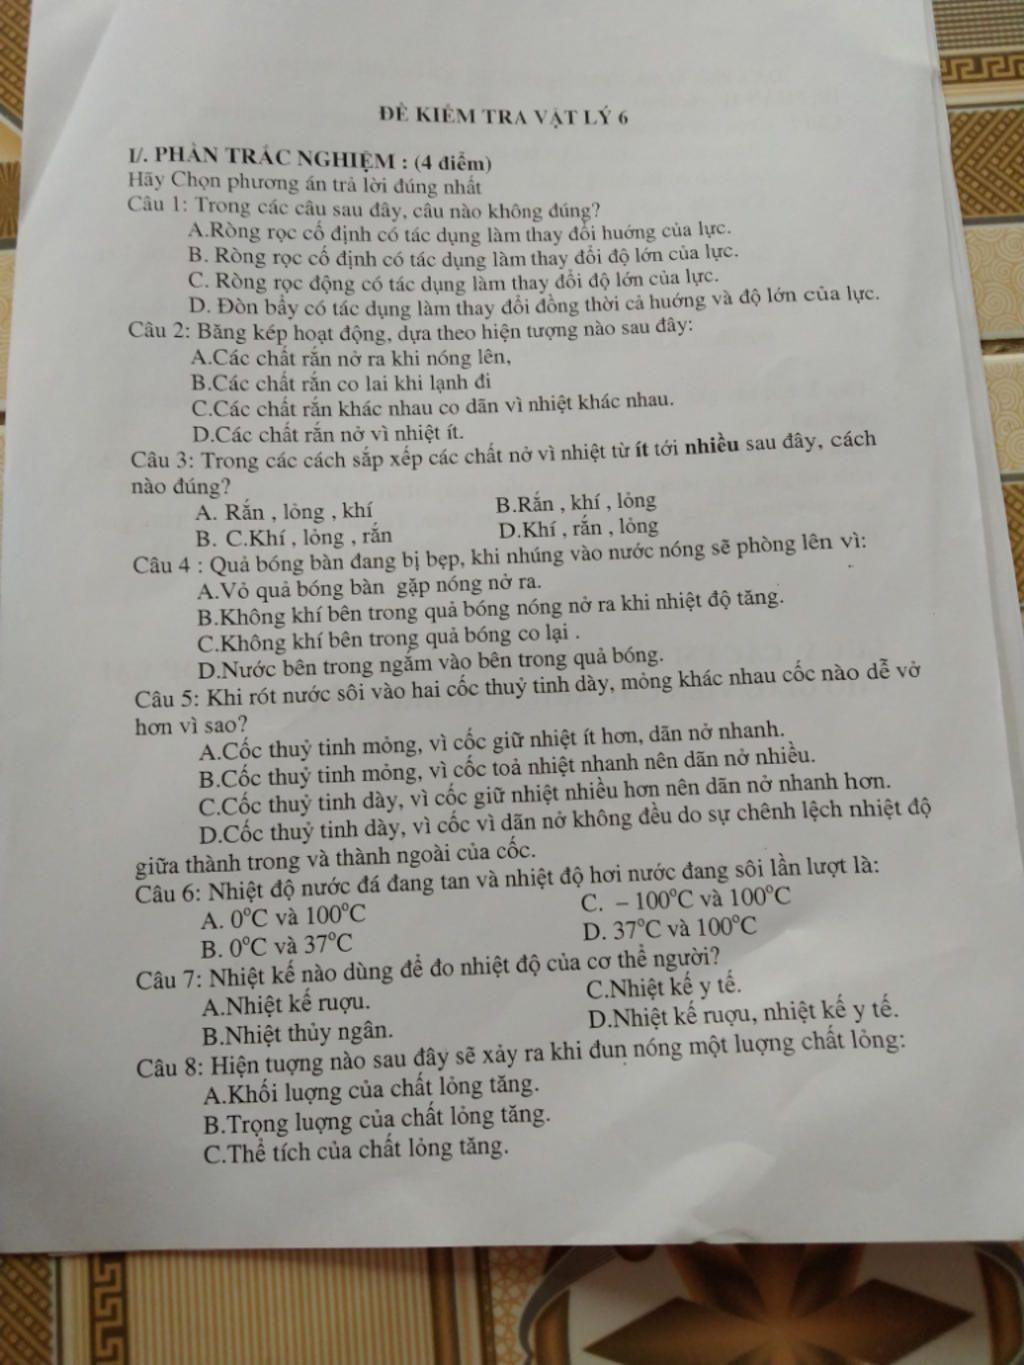 ĐỀ KIỂM TRA VẬT LÝ 6
I/. PHẦN TRẮC NGHIỆM : (4 điểm)
Hãy Chọn phương án trả lời đúng nhất
Câu 1: Trong các câu sau đây, câu nào không đúng?
A.Ròng rọc cố định có tác dụng làm thay đổi huớng của lực.
B. Ròng rọc cố định có tác dụng làm thay đổi độ lớn của lực.
C. Ròng rọc động có tác dụng làm thay đổi độ lớn của lực.
D. Đòn bẩy có tác dụng làm thay đổi đồng thời cả huớng và độ lớn của lực.
Câu 2: Băng kép hoạt động, dựa theo hiện tượng nào sau đây:
A.Các chất rắn nở ra khi nóng lên,
B.Các chất rắn co lai khi lạnh đi
C.Các chất rắn khác nhau co dãn vì nhiệt khác nhau.
D.Các chất rắn nở vì nhiệt ít.
Câu 3: Trong các cách sắp xếp các chất nở vì nhiệt từ ít tới nhiều sau đây, cách
nào đúng?
A. Rắn , lỏng , khí B.Rắn , khí , lỏng
B. C.Khí , lỏng , rắn D.Khí , rắn , lỏng
Câu 4 : Quả bóng bàn đang bị bẹp, khi nhúng vào nước nóng sẽ phòng lên vì:
A.Vỏ quả bóng bàn gặp nóng nở ra.
B.Không khí bên trong quả bóng nóng nở ra khi nhiệt độ tăng.
C.Không khí bên trong quả bóng co lại .
D.Nước bên trong ngắm vào bên trong quả bóng.
Câu 5: Khi rót nước sôi vào hai cốc thuỷ tinh dày, mỏng khác nhau cốc nào dễ vở
hơn vì sao?
A.Cốc thuỷ tinh mỏng, vì cốc giữ nhiệt ít hơn, dãn nở nhanh.
B.Cốc thuỷ tinh mỏng, vì cốc toả nhiệt nhanh nên dãn nở nhiều.
C.Cốc thuỷ tinh dày, vì cốc giữ nhiệt nhiều hơn nên dãn nở nhanh hơn.
D.Cốc thuỷ tinh dày, vì cốc vì dãn nở không đều do sự chênh lệch nhiệt độ
giữa thành trong và thành ngoài của cốc.
Câu 6: Nhiệt độ nước đá đang tan và nhiệt độ hơi nước đang sôi lần lượt là:
A. 0°C và 100°C C. – 100°C và 100°C
B. 0°C và 37°C D. 37°C và 100°C
Câu 7: Nhiệt kế nào dùng để đo nhiệt độ của cơ thể người?
A.Nhiệt kế ruợu. C.Nhiệt kế y tế.
B.Nhiệt thủy ngân. D.Nhiệt kế ruợu, nhiệt kế y tế.
Câu 8: Hiện tuợng nào sau đây sẽ xảy ra khi đun nóng một luợng chất lỏng:
A.Khối luợng của chất lỏng tăng.
B.Trọng luợng của chất lỏng tăng.
C.Thể tích của chất lỏng tăng.